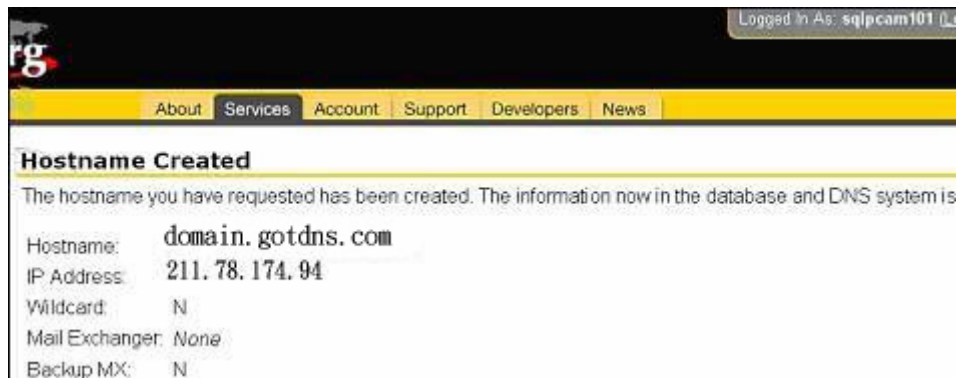 Logged In As: sqlpcam101
rg
About Services Account Support Developers News
Hostname Created
The hostname you have requested has been created. The information now in the database and DNS system is
Hostname: domain.gotdns.com
IP Address: 211.78.174.94
Wildcard: N
Mail Exchanger: None
Backup MX: N